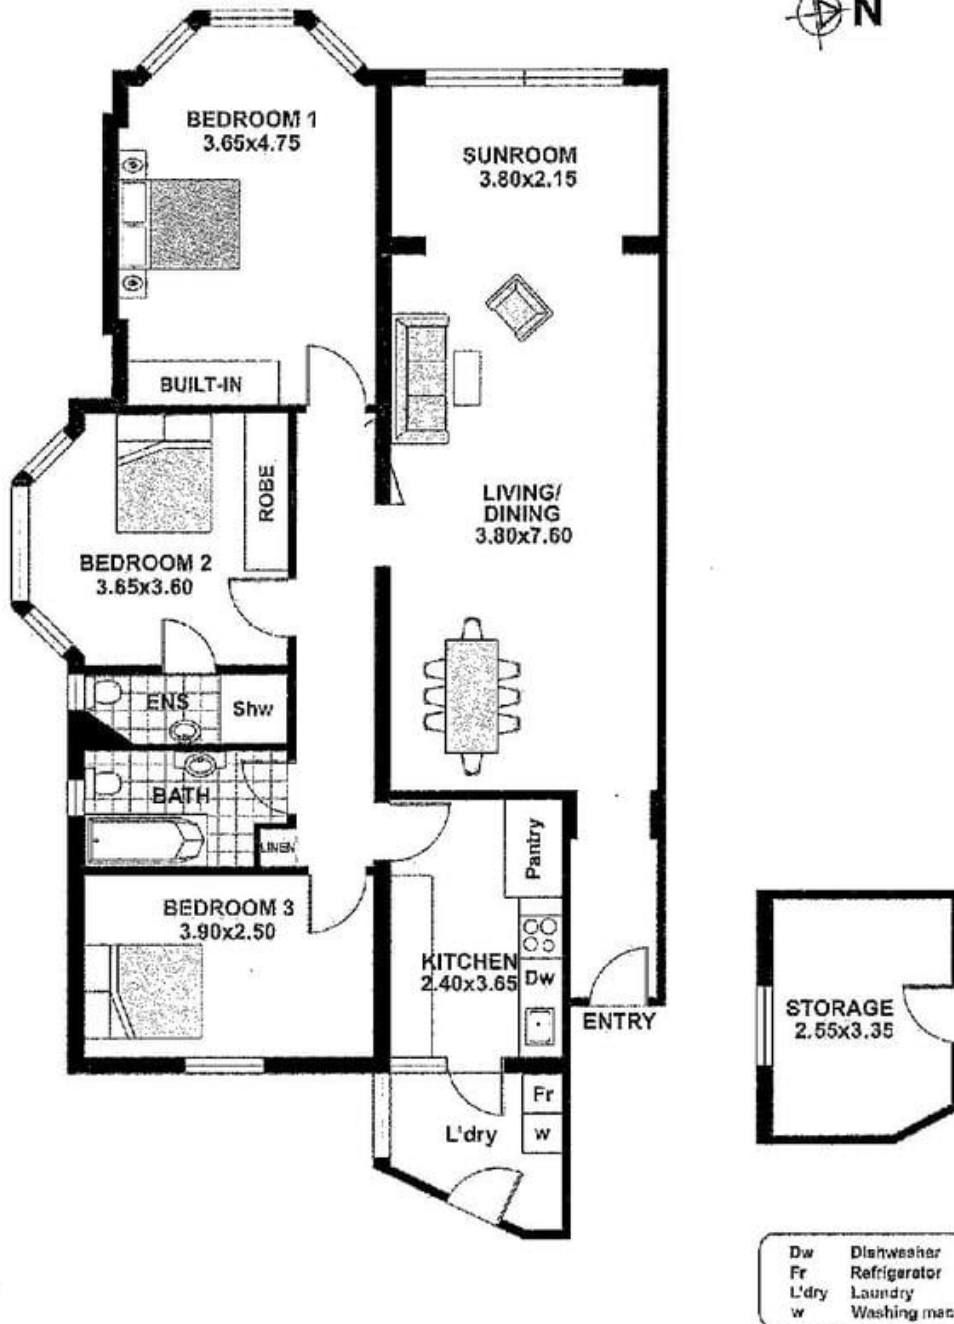 N
BEDROOM 1
3.65x4.75
SUNROOM
3.80x2.15
BUILT-IN
ROBE
LIVING/
DINING
3.80x7.60
BEDROOM 2
3.65x3.60
ENS
Shw
BATH
LINEN
Pantry
BEDROOM 3
3.90x2.50
KITCHEN
2.40x3.65
Dw
ENTRY
STORAGE
2.55x3.35
Fr
L'dry
w
Dw Dishwasher
Fr Refrigerator
L'dry Laundry
w Washing mac